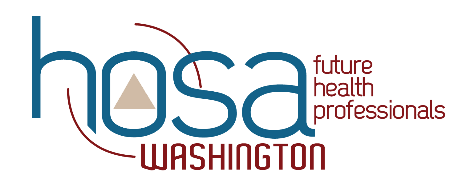 hosa
future
health
professionals
WASHINGTON